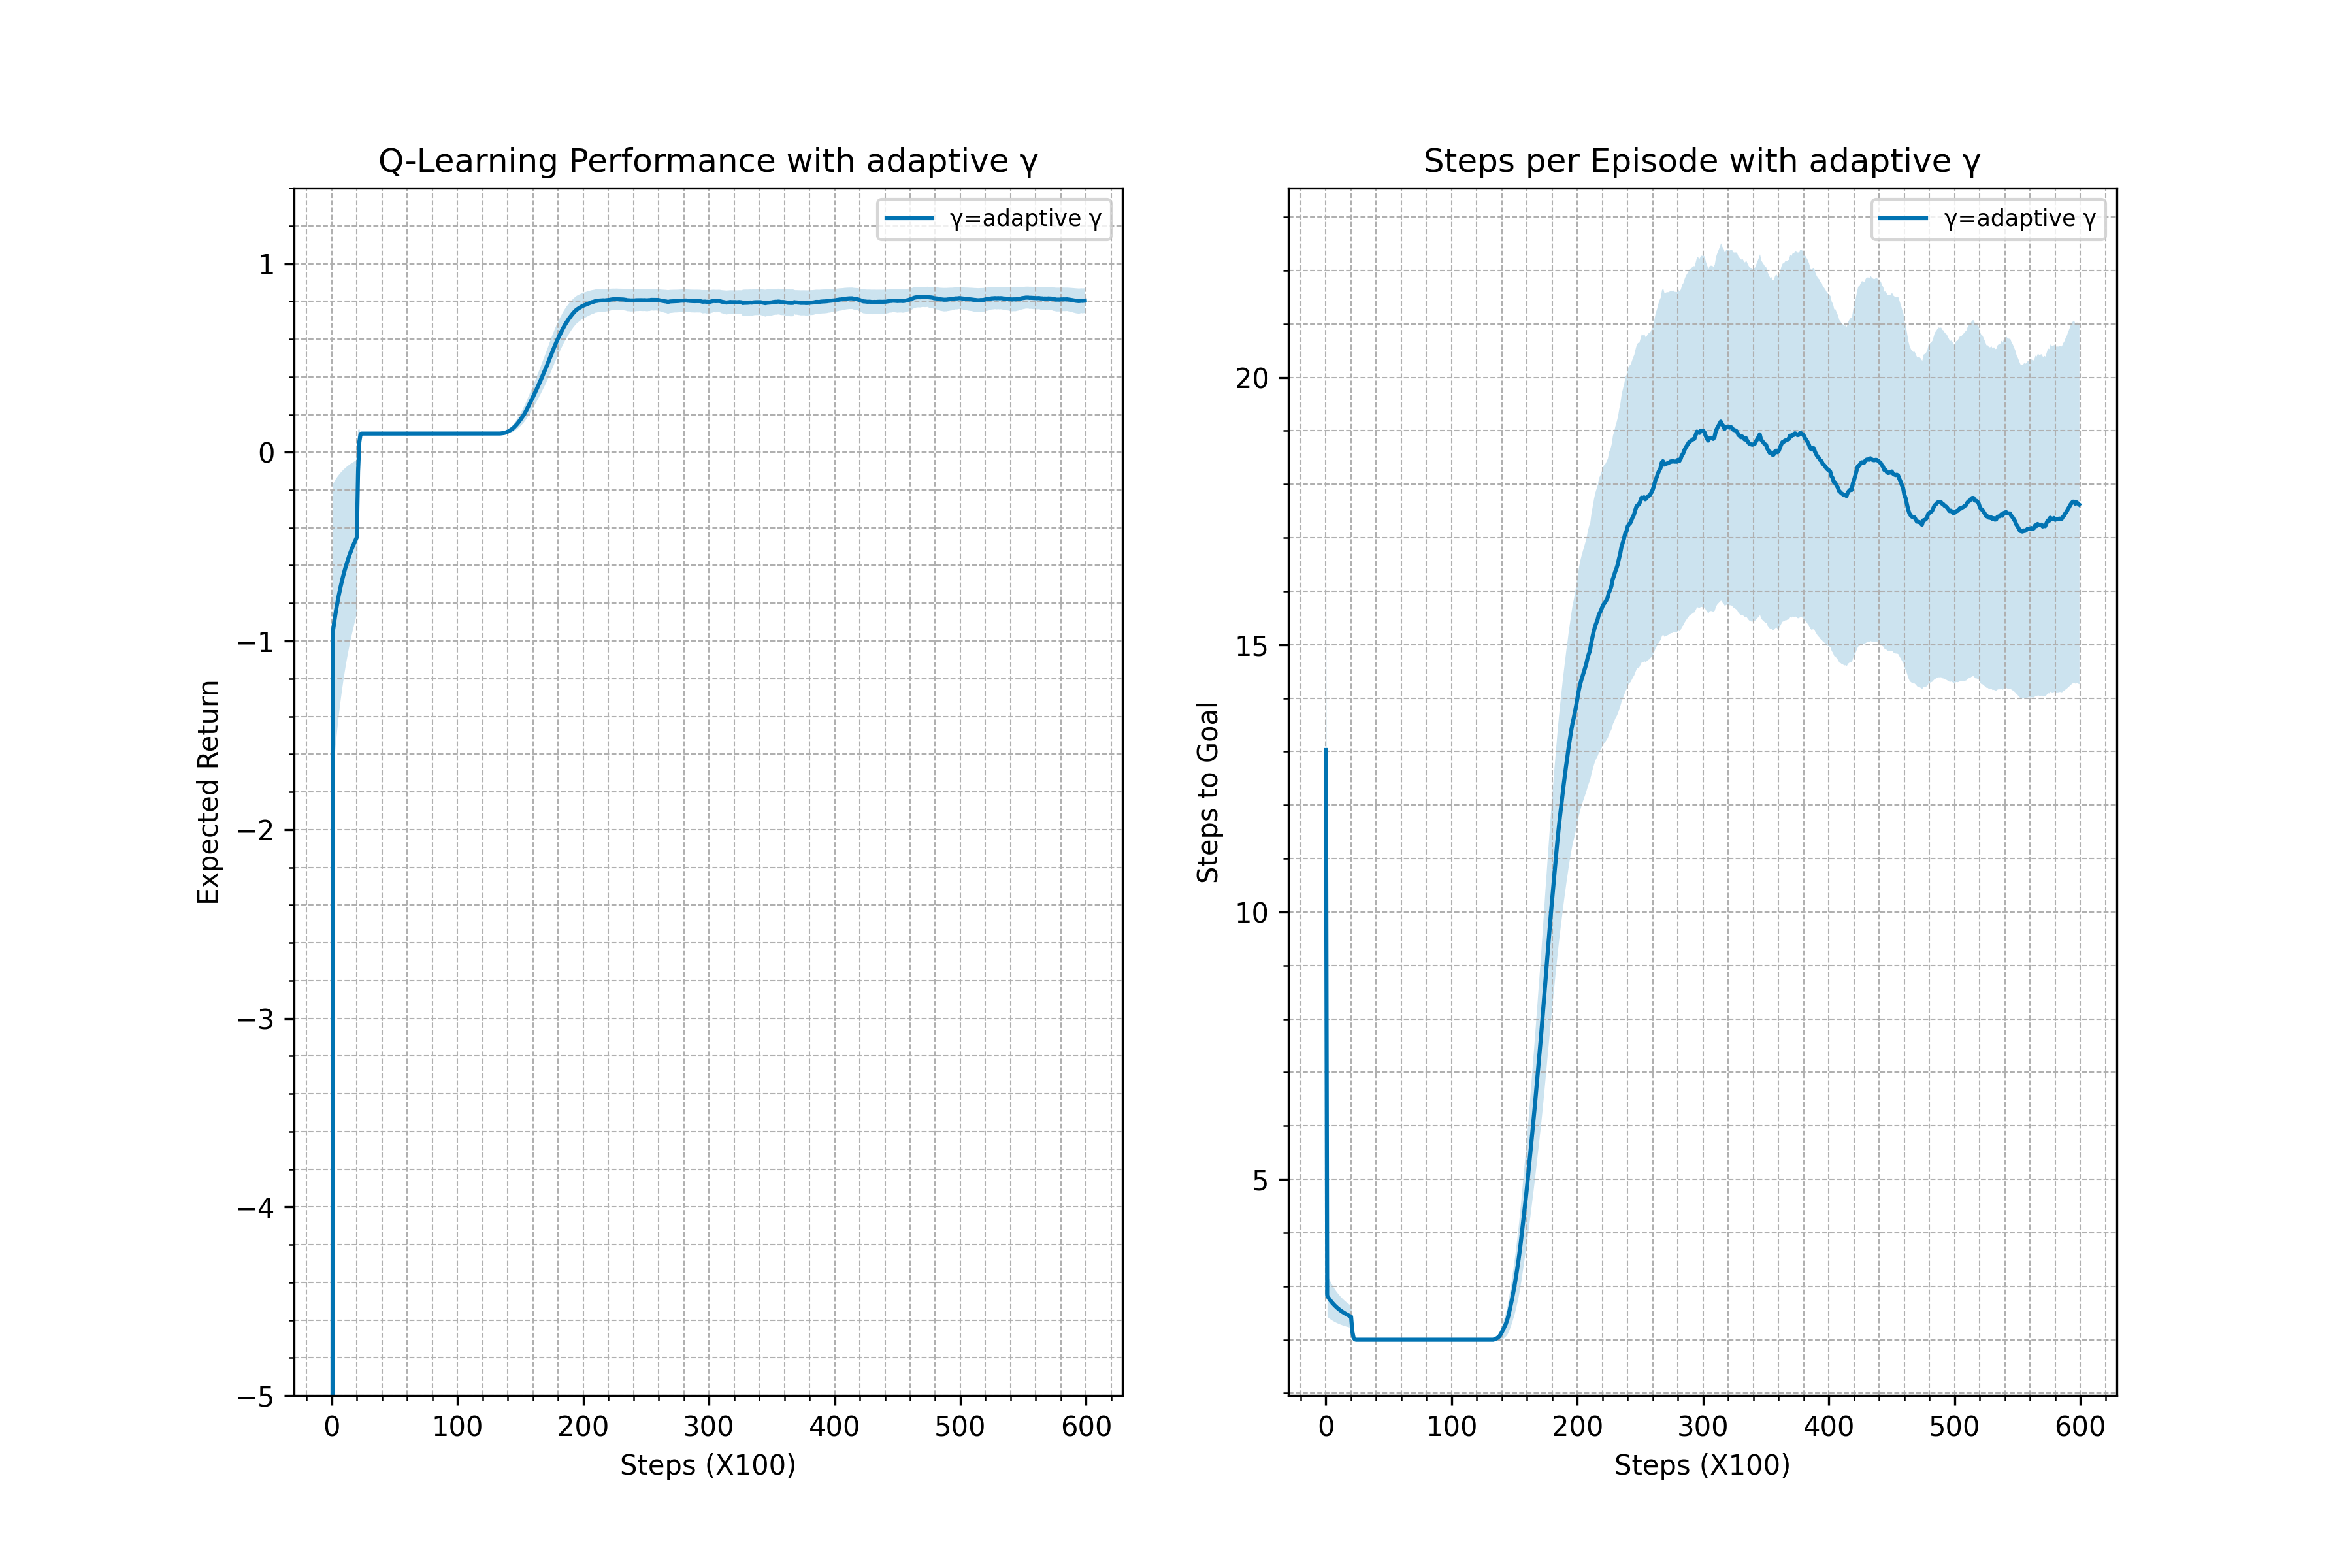 Q-Learning Performance with adaptive γ
γ=adaptive γ
1
0
−1
−2
−3
−4
−5
Expected Return
0 100 200 300 400 500 600
Steps (X100)
Steps per Episode with adaptive γ
γ=adaptive γ
20
15
10
5
Steps to Goal
0 100 200 300 400 500 600
Steps (X100)